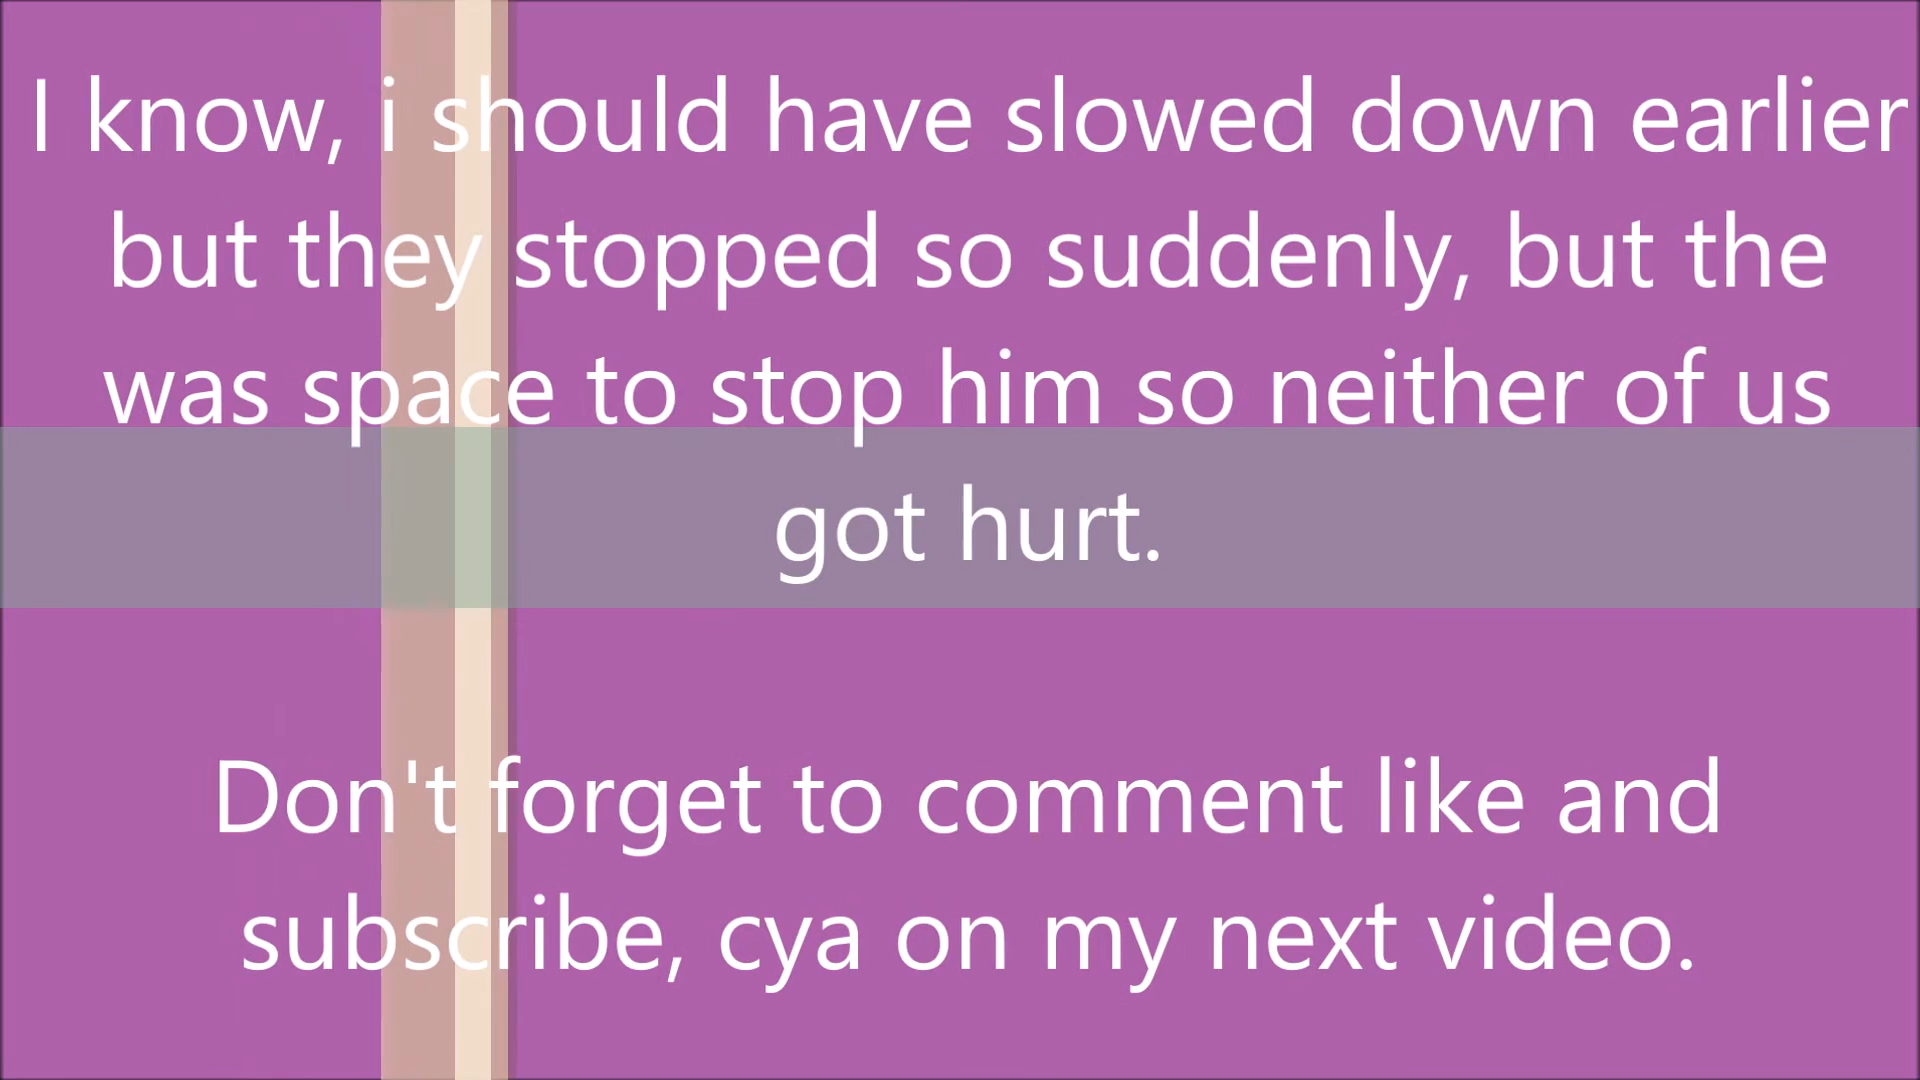 I know, i should have slowed down earlier
but they stopped so suddenly, but the
was space to stop him so neither of us
got hurt.
Don't forget to comment like and
subscribe, cya on my next video.